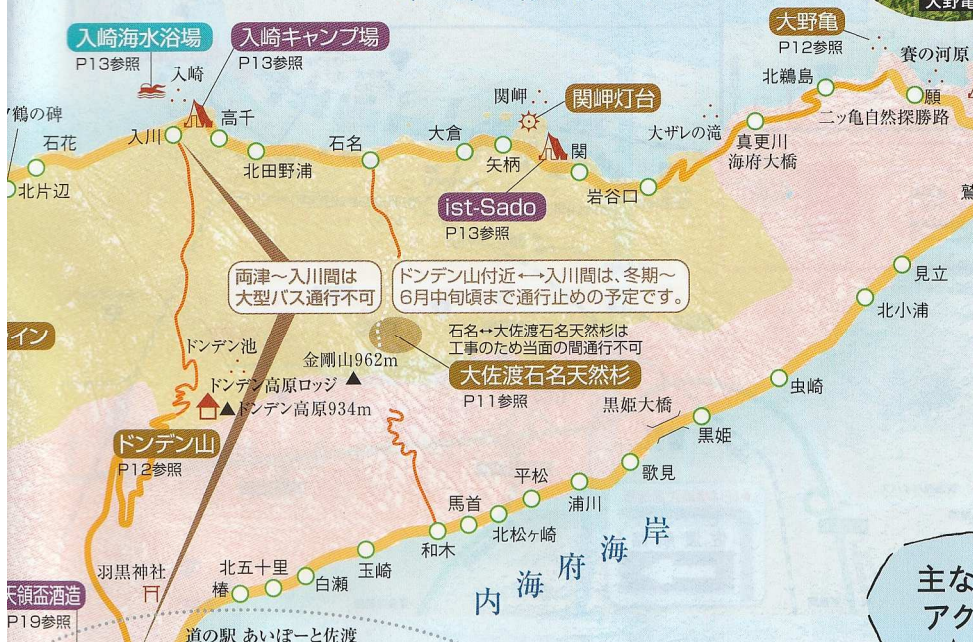 大野亀
大野亀
P12参照
入崎海水浴場
P13参照
入崎キャンプ場
P13参照
入崎
賽の河原
北鵜島
願
二ッ亀自然探勝路
関岬
関岬灯台
鶴の碑
石花
入川
高千
北田野浦
石名
大倉
矢柄
関
大ザレの滝
真更川
海府大橋
北片辺
岩谷口
ist-Sado
P13参照
鷲
見立
北小浦
両津～入川間は
大型バス通行不可
ドンデン山付近←→入川間は、冬期～
6月中旬頃まで通行止めの予定です。
イン
石名↔大佐渡石名天然杉は
工事のため当面の間通行不可
大佐渡石名天然杉
P11参照
ドンデン池
金剛山962m
ドンデン高原ロッジ
ドンデン高原934m
虫崎
黒姫大橋
黒姫
ドンデン山
P12参照
歌見
平松
浦川
馬首
北松ヶ崎
和木
玉崎
内海府海岸
北五十里
白瀬
椿
羽黒神社
天領盃酒造
P19参照
道の駅 あいぽーと佐渡
主な
アク